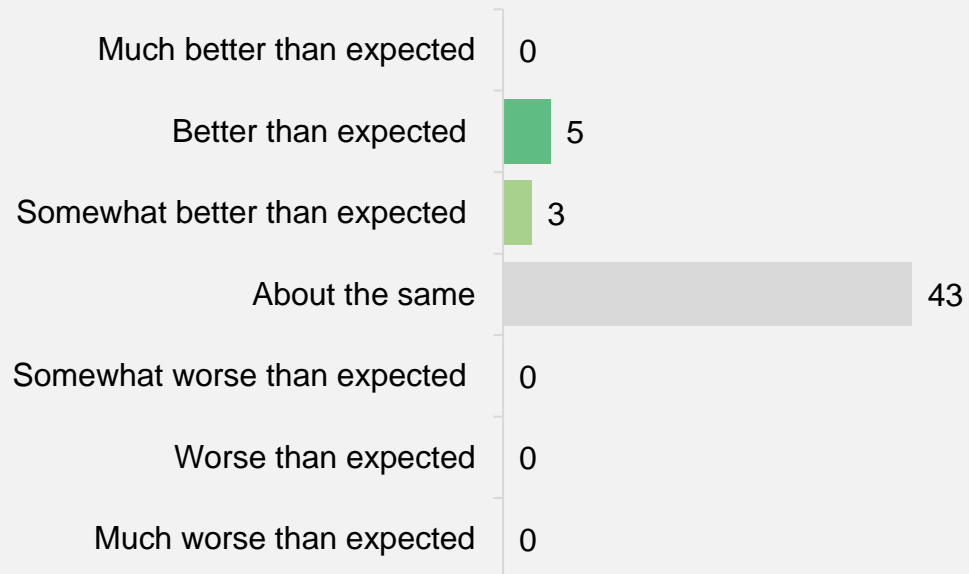 Much better than expected 0
Better than expected 5
Somewhat better than expected 3
About the same 43
Somewhat worse than expected 0
Worse than expected 0
Much worse than expected 0